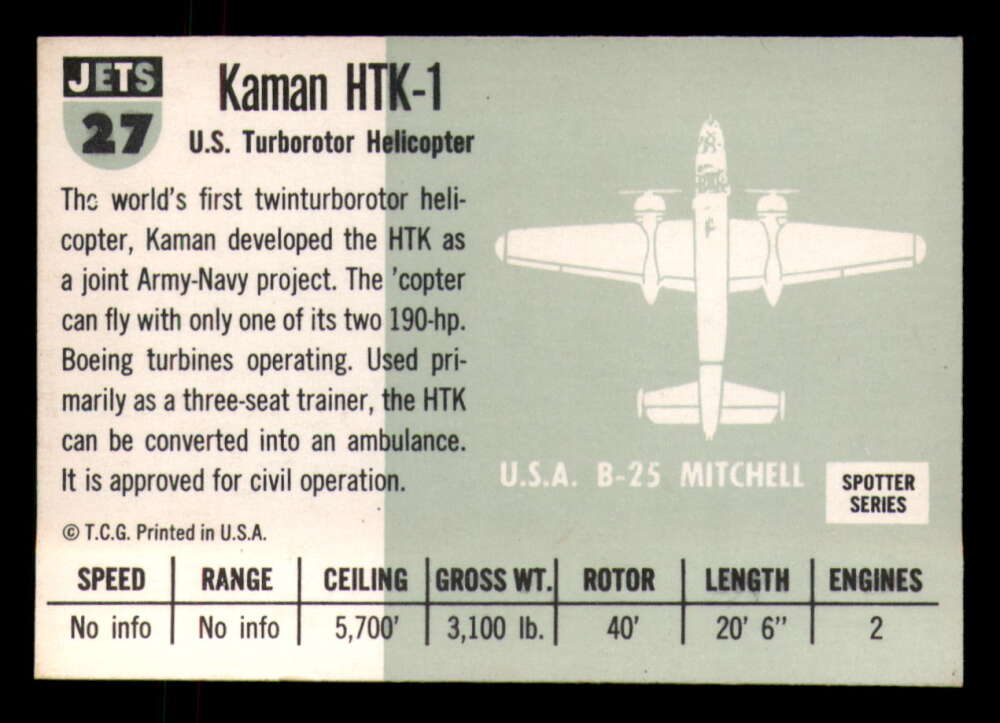 JETS
27
Kaman HTK-1
U.S. Turborotor Helicopter
The world's first twinturborotor heli-
copter, Kaman developed the HTK as
a joint Army-Navy project. The 'copter
can fly with only one of its two 190-hp.
Boeing turbines operating. Used pri-
marily as a three-seat trainer, the HTK
can be converted into an ambulance.
It is approved for civil operation.
© T.C.G. Printed in U.S.A.
U.S.A. B-25 MITCHELL
SPOTTER
SERIES
SPEED RANGE CEILING GROSS WT. ROTOR LENGTH ENGINES
No info No info 5,700' 3,100 lb. 40' 20' 6" 2